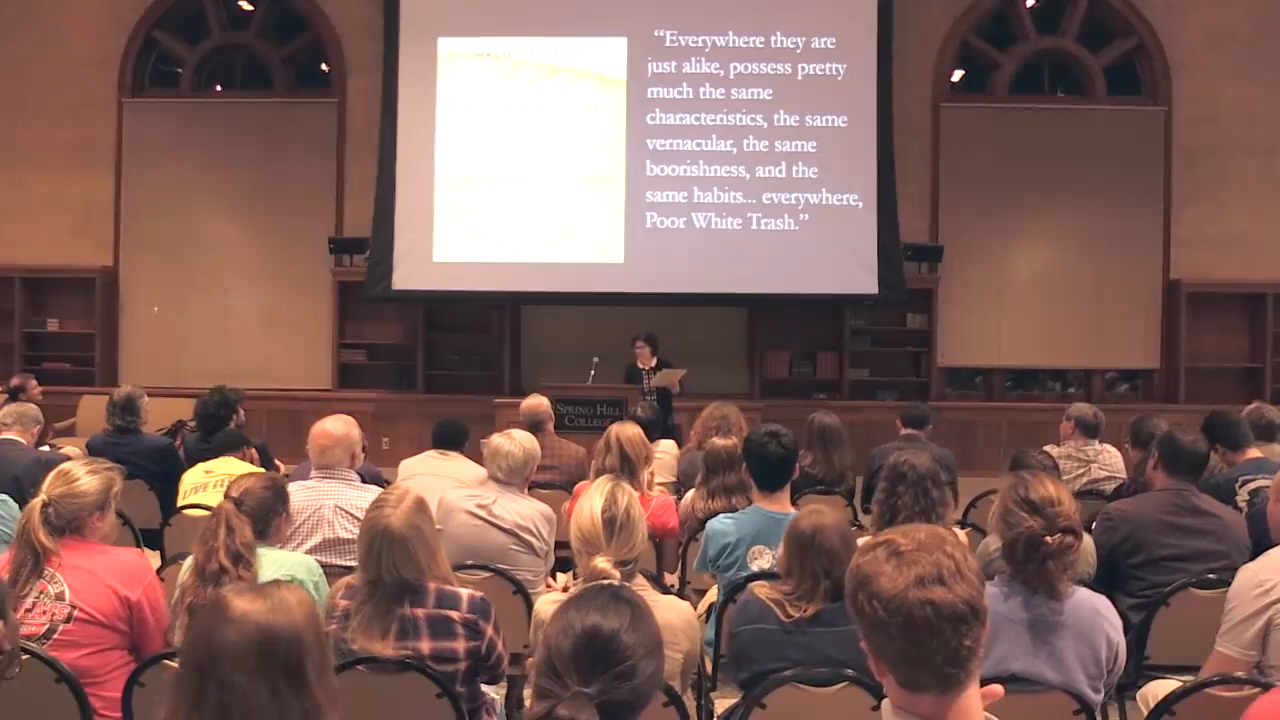 “Everywhere they are
just alike, possess pretty
much the same
characteristics, the same
vernacular, the same
boorishness, and the
same habits... everywhere,
Poor White Trash.”
SPRING HILL
COLLEGE